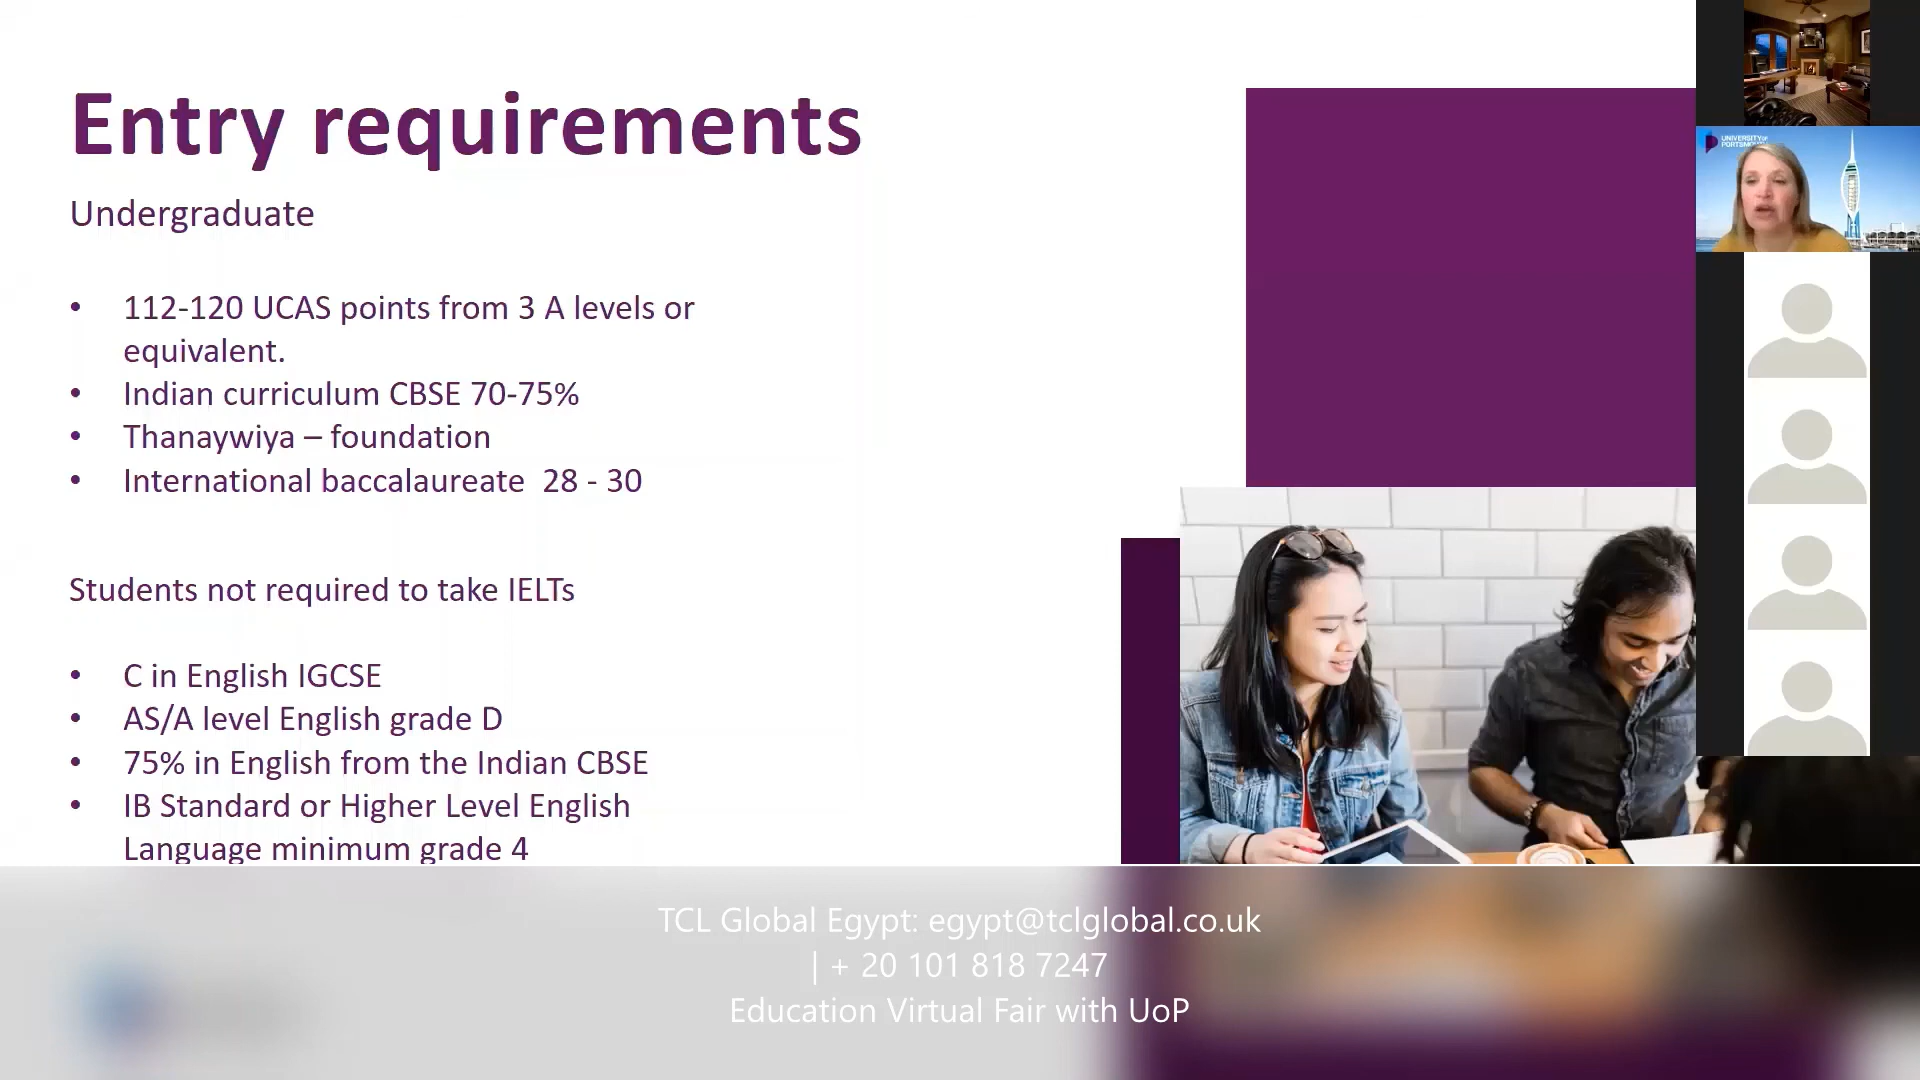 Entry requirements
Undergraduate
• 112-120 UCAS points from 3 A levels or
equivalent.
• Indian curriculum CBSE 70-75%
• Thanaywiya – foundation
• International baccalaureate 28 - 30
Students not required to take IELTs
• C in English IGCSE
• AS/A level English grade D
• 75% in English from the Indian CBSE
• IB Standard or Higher Level English
Language minimum grade 4
UNIVERSITY OF
PORTSMOUTH
TCL Global Egypt: egypt@tclglobal.co.uk
| + 20 101 818 7247
Education Virtual Fair with UoP